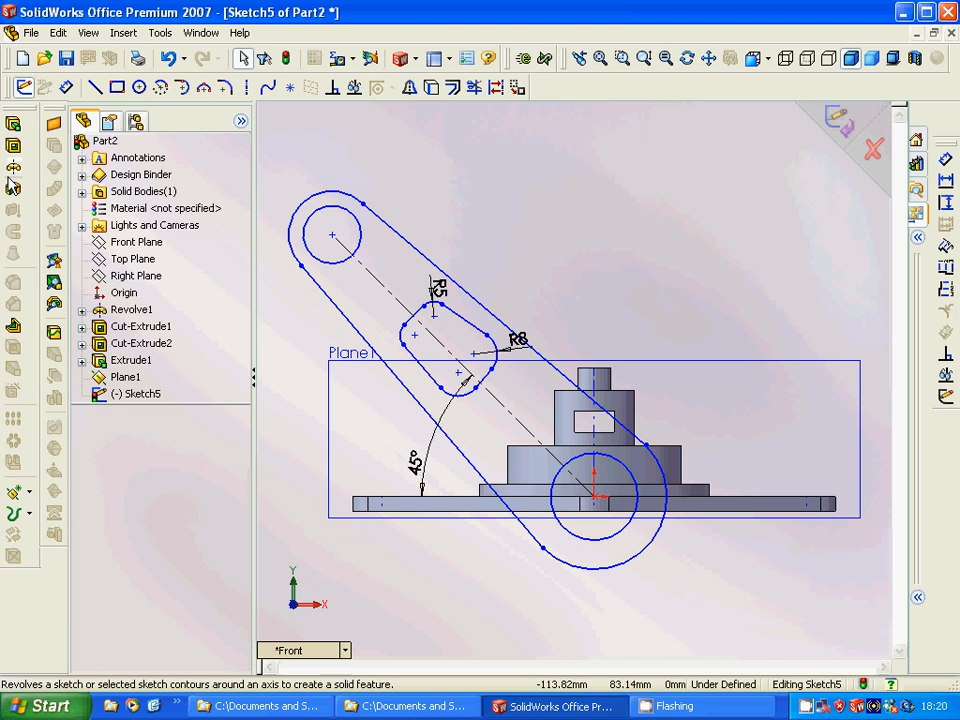 SolidWorks Office Premium 2007 - [Sketch5 of Part2 *]
File Edit View Insert Tools Window Help
Part2
Annotations
Design Binder
Solid Bodies(1)
Material <not specified>
Lights and Cameras
Front Plane
Top Plane
Right Plane
Origin
Revolve1
Cut-Extrude1
Cut-Extrude2
Extrude1
Plane1
(-) Sketch5
R5
R8
Plane1
45°
Y
X
*Front
Revolves a sketch or selected sketch contours around an axis to create a solid feature.
-113.82mm 83.14mm 0mm Under Defined Editing Sketch5
Start C:\Documents and S... C:\Documents and S... SolidWorks Office Pr... Flashing 18:20